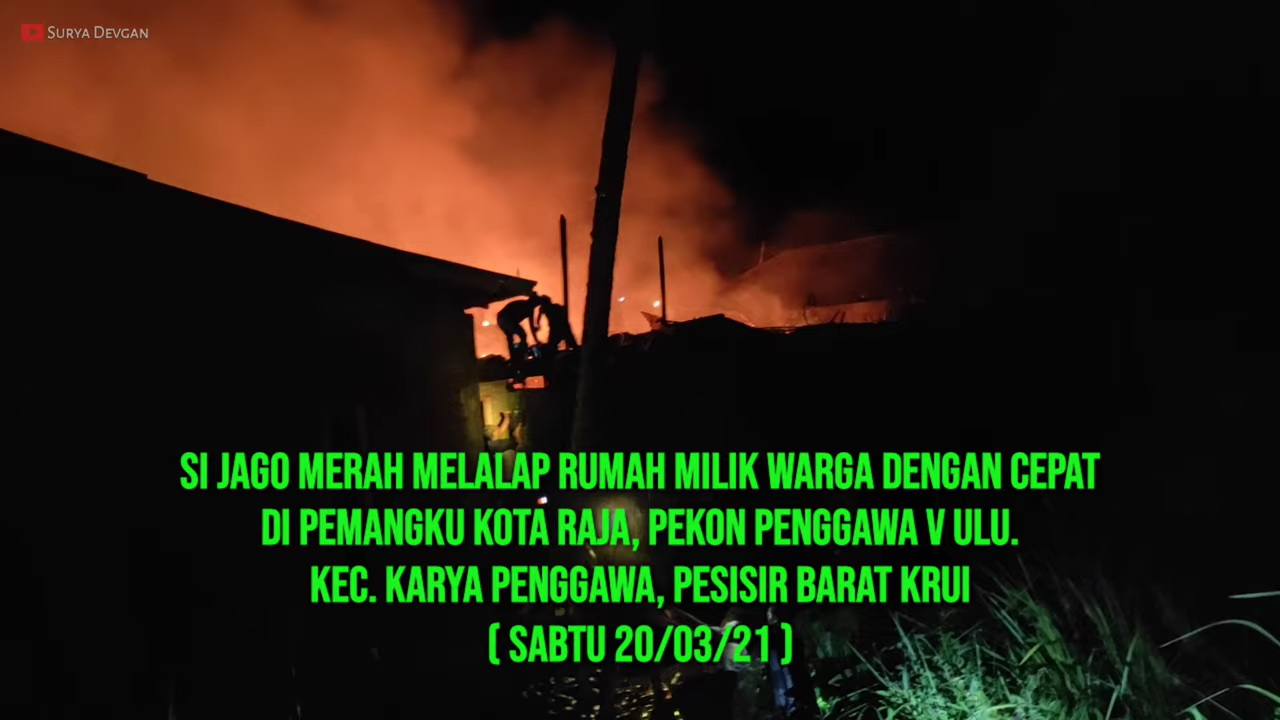 Surya Devgan
SI JAGO MERAH MELALAP RUMAH MILIK WARGA DENGAN CEPAT
DI PEMANGKU KOTA RAJA, PEKON PENGGAWA V ULU.
KEC. KARYA PENGGAWA, PESISIR BARAT KRUI
( SABTU 20/03/21 )